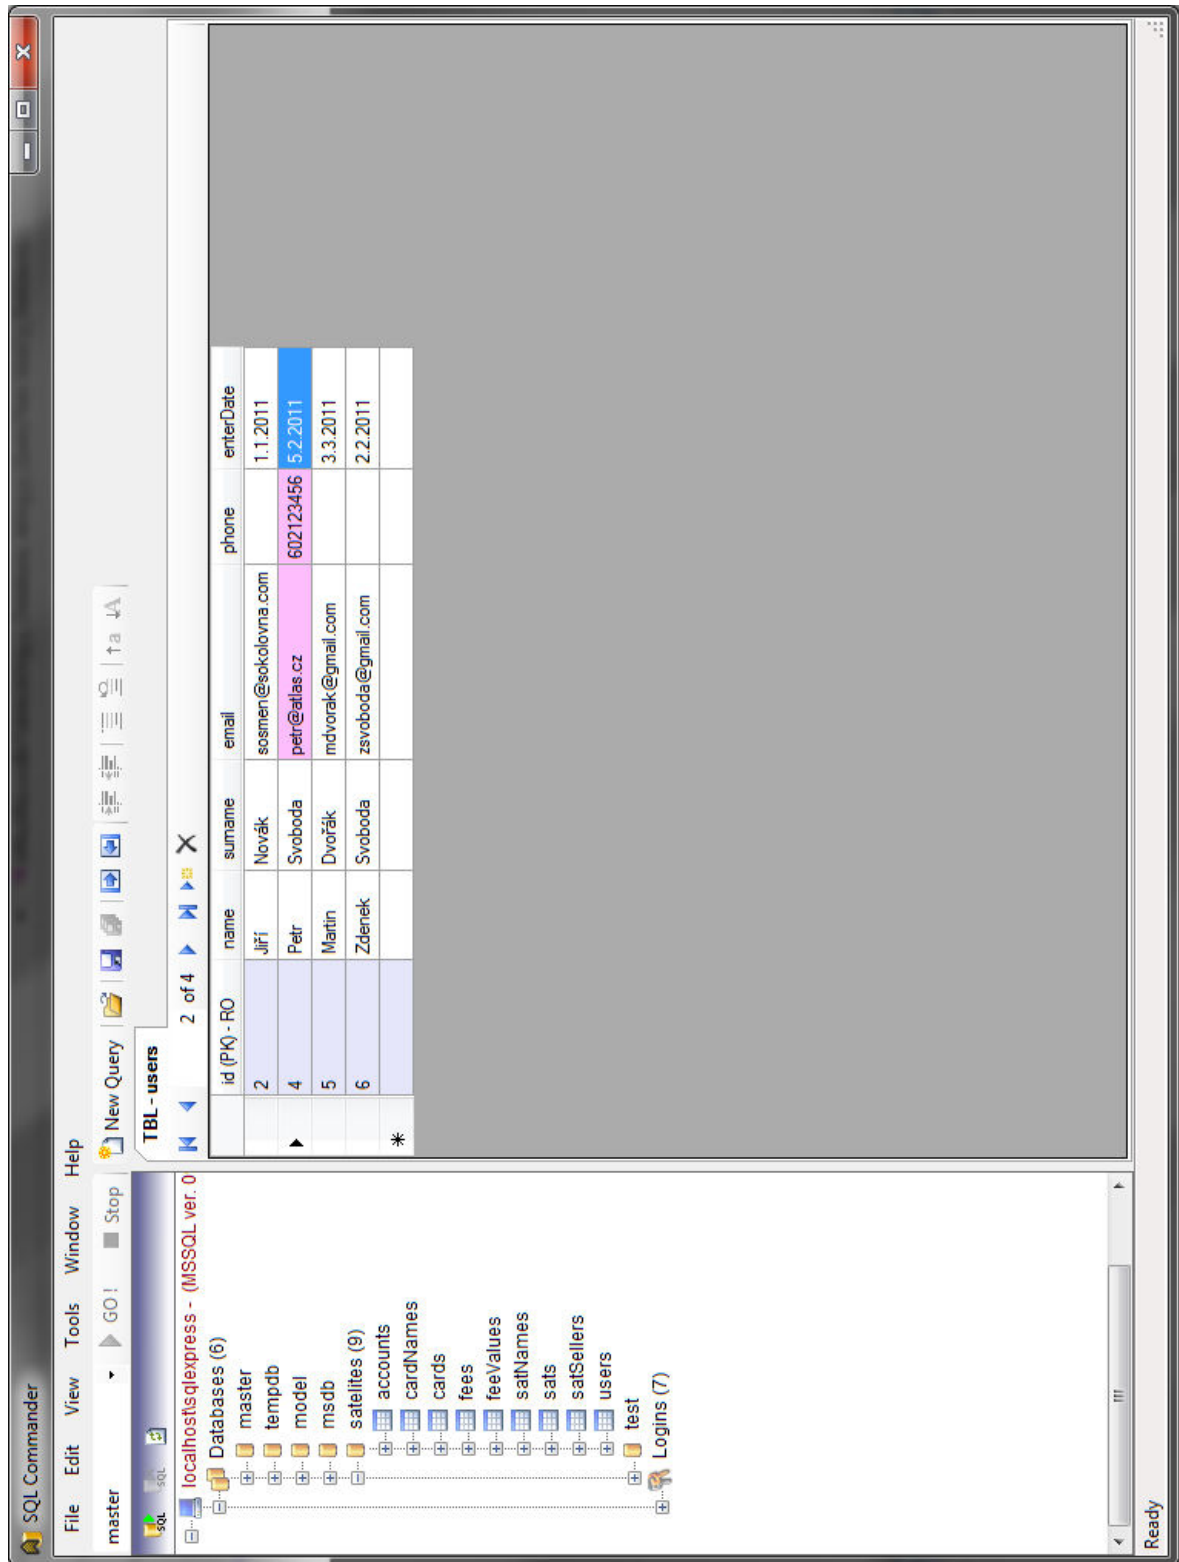 SQL Commander
File Edit View Tools Window Help
master GO ! Stop New Query
SQL SQL
localhost\sqlexpress - (MSSQL ver. 0
Databases (6)
master
tempdb
model
msdb
satelites (9)
accounts
cardNames
cards
fees
feeValues
satNames
sats
satSellers
users
test
Logins (7)
TBL - users
2 of 4
id (PK) - RO name surname email phone enterDate
2 Jiří Novák sosmen@sokolovna.com 1.1.2011
4 Petr Svoboda petr@atlas.cz 602123456 5.2.2011
5 Martin Dvořák mdvorak@gmail.com 3.3.2011
6 Zdenek Svoboda zsvoboda@gmail.com 2.2.2011
Ready